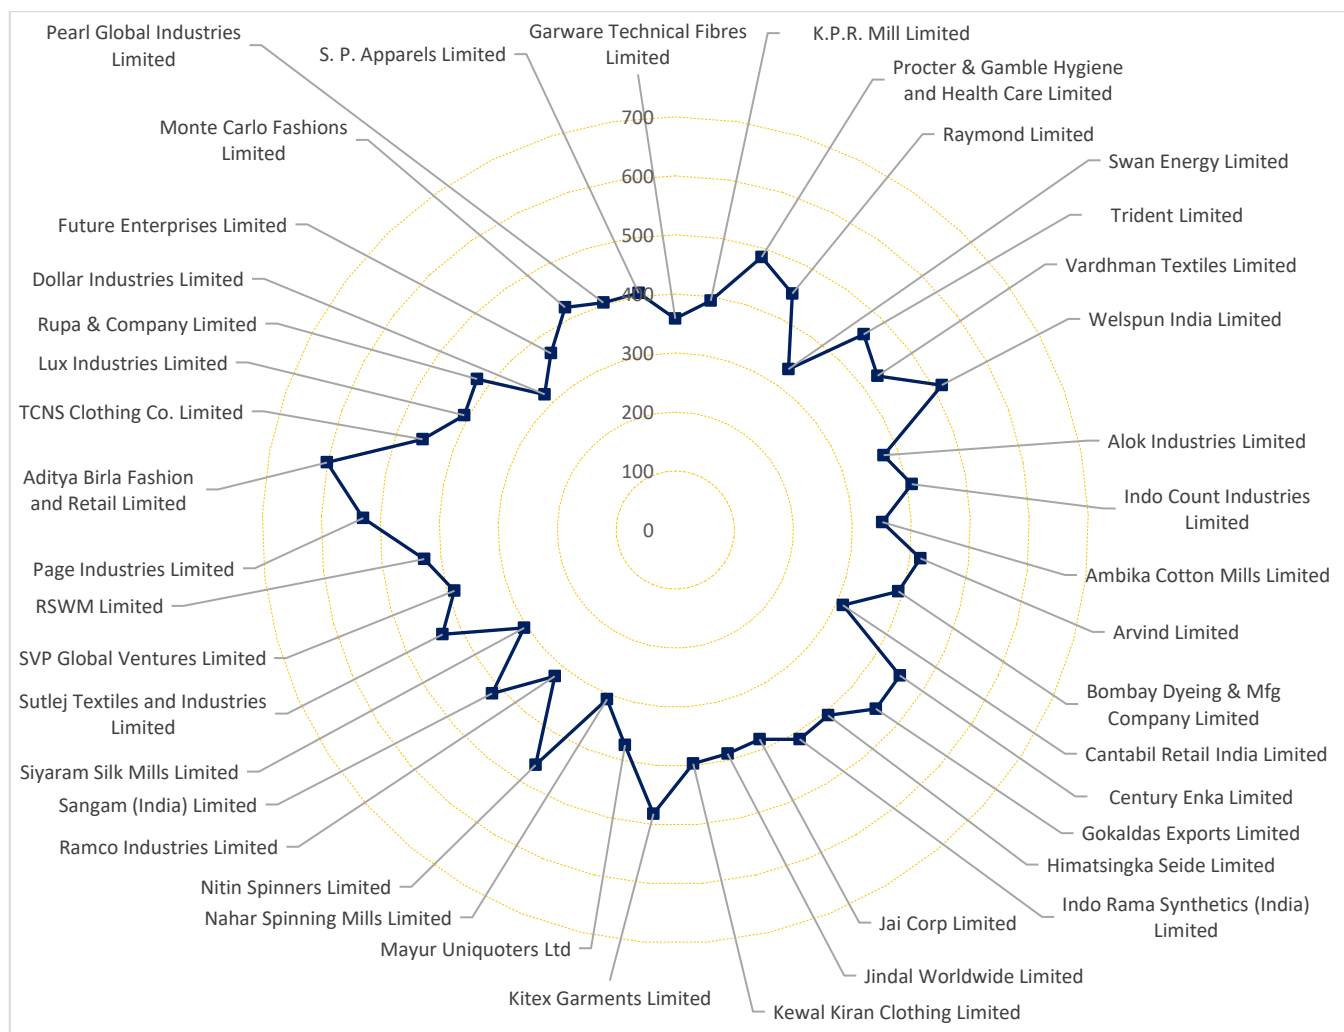 Garware Technical Fibres
Limited
K.P.R. Mill Limited
Procter & Gamble Hygiene
and Health Care Limited
Raymond Limited
Swan Energy Limited
Trident Limited
Vardhman Textiles Limited
Welspun India Limited
Alok Industries Limited
Indo Count Industries
Limited
Ambika Cotton Mills Limited
Arvind Limited
Bombay Dyeing & Mfg
Company Limited
Cantabil Retail India Limited
Century Enka Limited
Gokaldas Exports Limited
Himatsingka Seide Limited
Indo Rama Synthetics (India)
Limited
Jai Corp Limited
Jindal Worldwide Limited
Kewal Kiran Clothing Limited
Kitex Garments Limited
Mayur Uniquoters Ltd
Nahar Spinning Mills Limited
Nitin Spinners Limited
Ramco Industries Limited
Sangam (India) Limited
Siyaram Silk Mills Limited
Sutlej Textiles and Industries
Limited
SVP Global Ventures Limited
RSWM Limited
Page Industries Limited
Aditya Birla Fashion
and Retail Limited
TCNS Clothing Co. Limited
Lux Industries Limited
Rupa & Company Limited
Dollar Industries Limited
Future Enterprises Limited
Monte Carlo Fashions
Limited
Pearl Global Industries
Limited
S. P. Apparels Limited
700
600
500
400
300
200
100
0